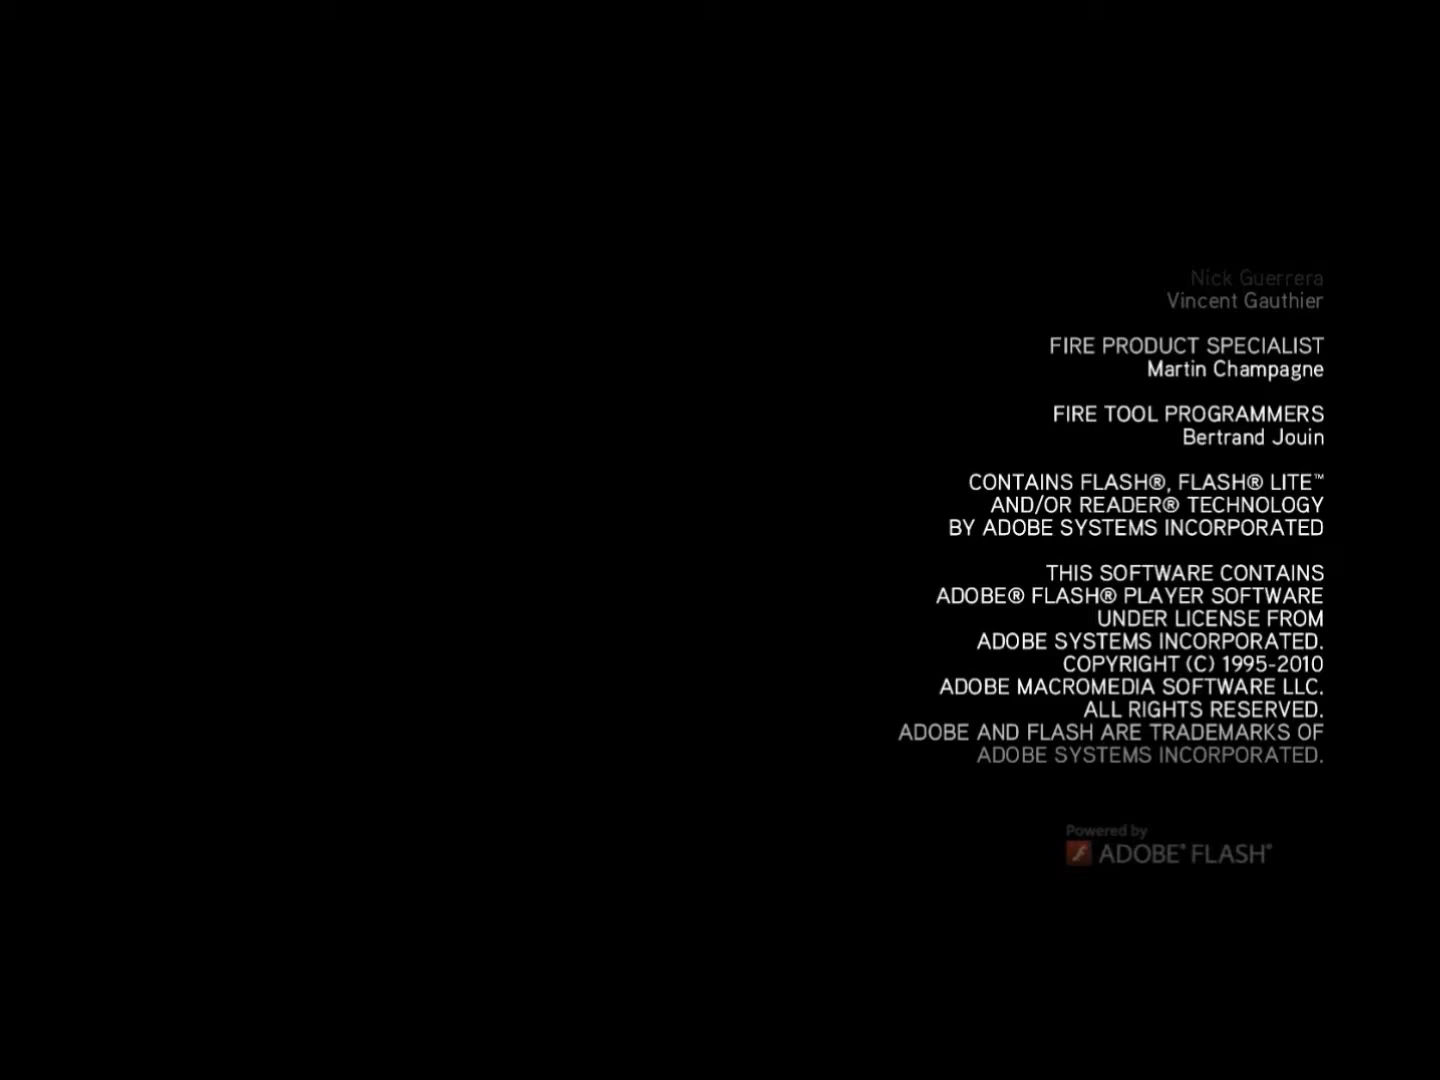 Nick Guerrera
Vincent Gauthier
FIRE PRODUCT SPECIALIST
Martin Champagne
FIRE TOOL PROGRAMMERS
Bertrand Jouin
CONTAINS FLASH®, FLASH® LITE™
AND/OR READER® TECHNOLOGY
BY ADOBE SYSTEMS INCORPORATED
THIS SOFTWARE CONTAINS
ADOBE® FLASH® PLAYER SOFTWARE
UNDER LICENSE FROM
ADOBE SYSTEMS INCORPORATED.
COPYRIGHT (C) 1995-2010
ADOBE MACROMEDIA SOFTWARE LLC.
ALL RIGHTS RESERVED.
ADOBE AND FLASH ARE TRADEMARKS OF
ADOBE SYSTEMS INCORPORATED.
Powered by
ADOBE® FLASH®